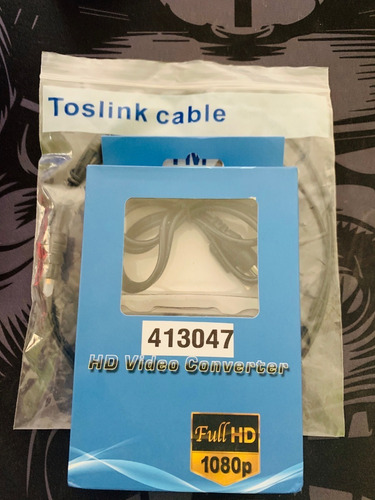 Toslink cable
413047
HD Video Converter
Full HD
1080p